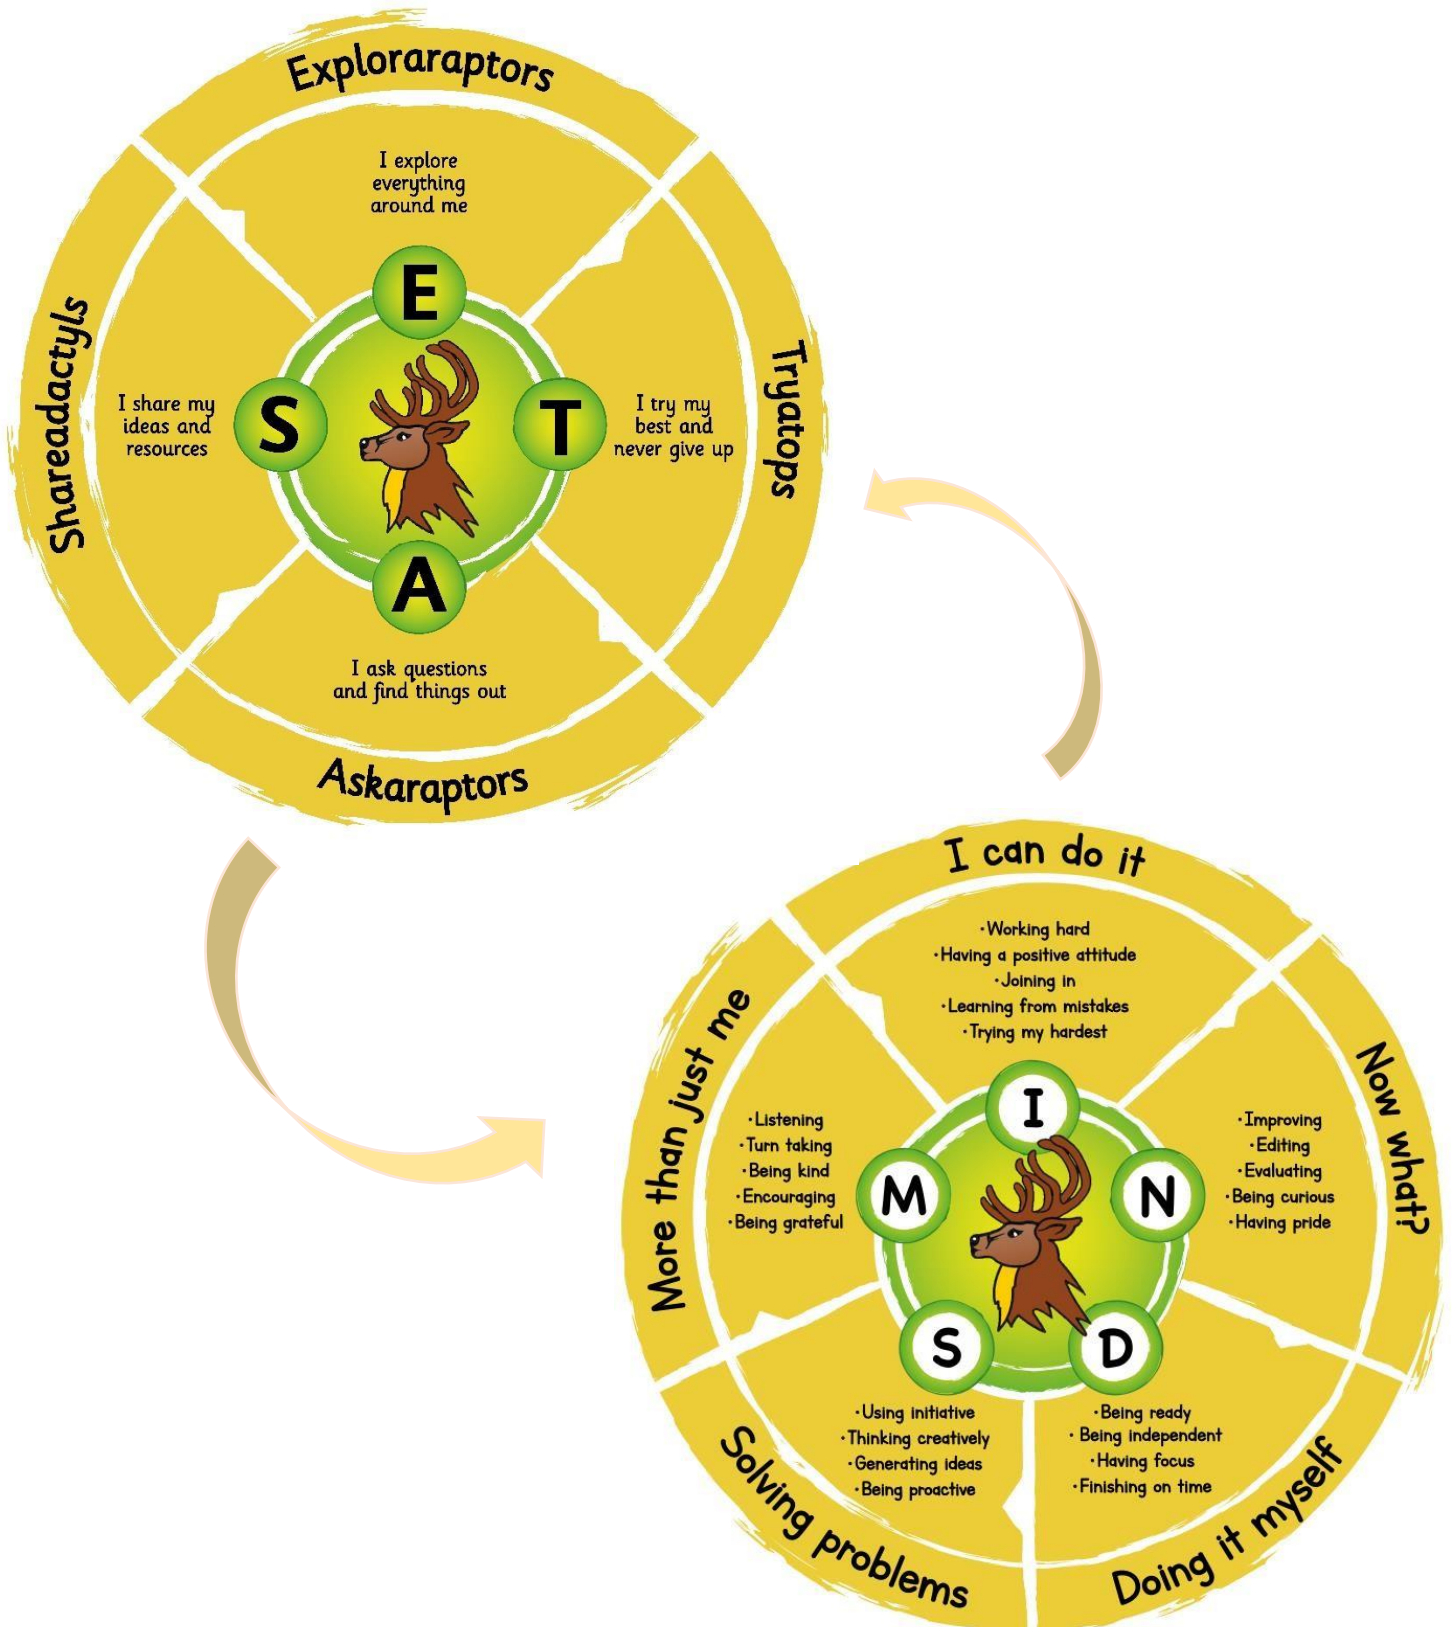 Exploraraptors
I explore
everything
around me
E
Shareadactyls
I share my
ideas and
resources
S
T
I try my
best and
never give up
Tryatops
A
I ask questions
and find things out
Askaraptors
I can do it
•Working hard
•Having a positive attitude
•Joining in
•Learning from mistakes
•Trying my hardest
I
More than just me
•Listening
•Turn taking
•Being kind
•Encouraging
•Being grateful
M
N
•Improving
•Editing
•Evaluating
•Being curious
•Having pride
Now what?
S
•Using initiative
•Thinking creatively
•Generating ideas
•Being proactive
Solving problems
D
•Being ready
• Being independent
•Having focus
•Finishing on time
Doing it myself